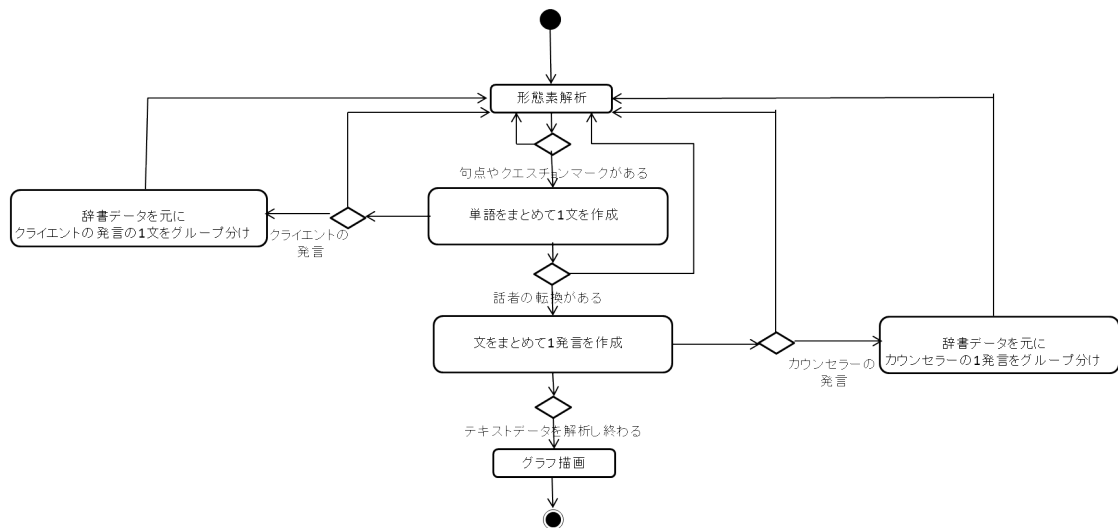 形態素解析
句点やクエスチョンマークがある
単語をまとめて1文を作成
辞書データを元に
クライエントの発言の1文をグループ分け
クライエントの
発言
話者の転換がある
文をまとめて1発言を作成
辞書データを元に
カウンセラーの1発言をグループ分け
カウンセラーの
発言
テキストデータを解析し終わる
グラフ描画